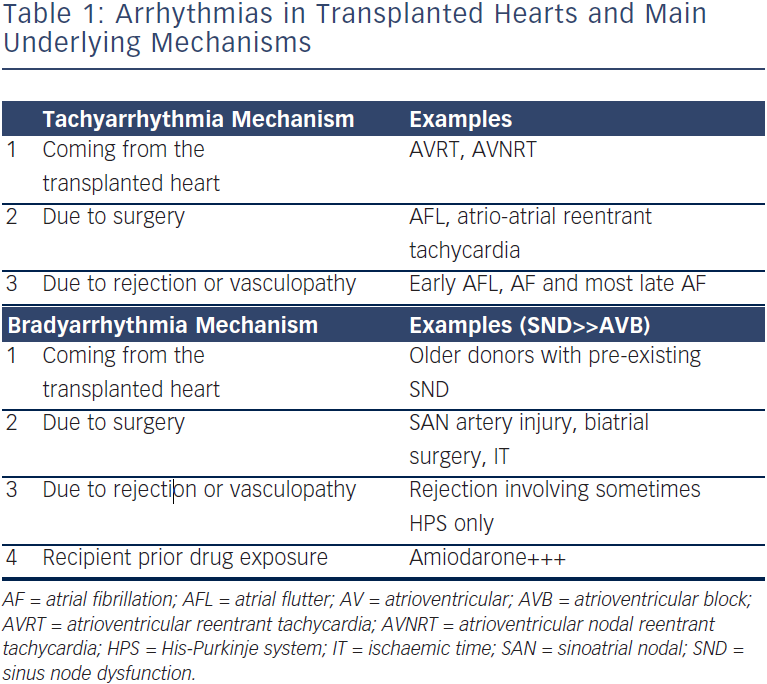 Table 1: Arrhythmias in Transplanted Hearts and Main
Underlying Mechanisms
Tachyarrhythmia Mechanism Examples
1 Coming from the AVRT, AVNRT
transplanted heart
2 Due to surgery AFL, atrio-atrial reentrant
tachycardia
3 Due to rejection or vasculopathy Early AFL, AF and most late AF
Bradyarrhythmia Mechanism Examples (SND>>AVB)
1 Coming from the Older donors with pre-existing
transplanted heart SND
2 Due to surgery SAN artery injury, biatrial
surgery, IT
3 Due to rejection or vasculopathy Rejection involving sometimes
HPS only
4 Recipient prior drug exposure Amiodarone+++
AF = atrial fibrillation; AFL = atrial flutter; AV = atrioventricular; AVB = atrioventricular block;
AVRT = atrioventricular reentrant tachycardia; AVNRT = atrioventricular nodal reentrant
tachycardia; HPS = His-Purkinje system; IT = ischaemic time; SAN = sinoatrial nodal; SND =
sinus node dysfunction.